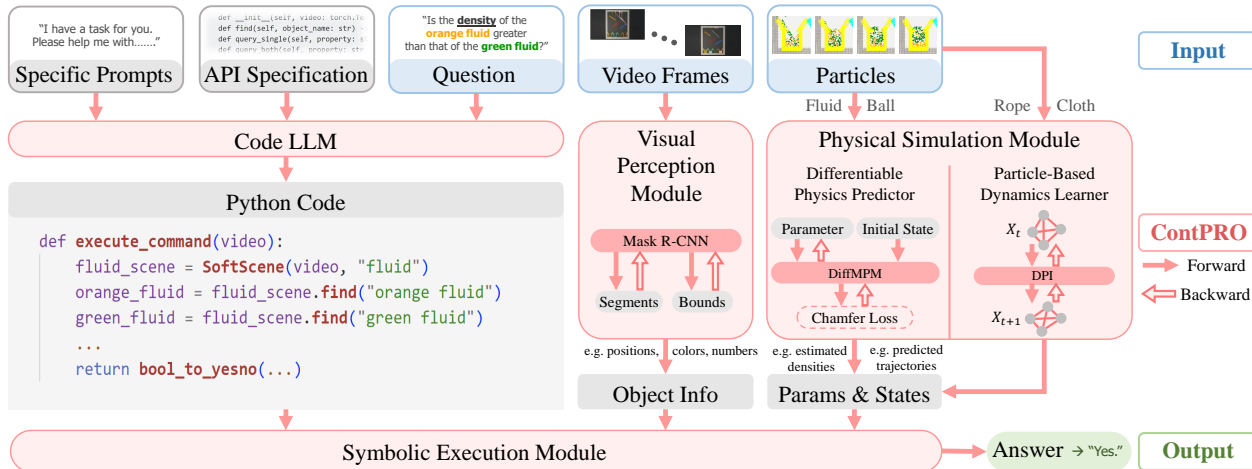 "I have a task for you.
Please help me with......"
Specific Prompts
def __init__(self, video: torch.Te
def find(self, object_name: str) -
def query_single(self, property: s
def query_both(self, property: str
API Specification
"Is the density of the
orange fluid greater
than that of the green fluid?"
Question
Video Frames
Particles
Input
Fluid Ball
Rope Cloth
Code LLM
Python Code
def execute_command(video):
fluid_scene = SoftScene(video, "fluid")
orange_fluid = fluid_scene.find("orange fluid")
green_fluid = fluid_scene.find("green fluid")
...
return bool_to_yesno(...)
Visual
Perception
Module
Mask R-CNN
Segments
Bounds
e.g. positions, colors, numbers
Object Info
Physical Simulation Module
Differentiable
Physics Predictor
Parameter
Initial State
DiffMPM
Chamfer Loss
Particle-Based
Dynamics Learner
Xt
DPI
Xt+1
e.g. estimated
densities
e.g. predicted
trajectories
Params & States
ContPRO
Forward
Backward
Symbolic Execution Module
Answer → "Yes."
Output